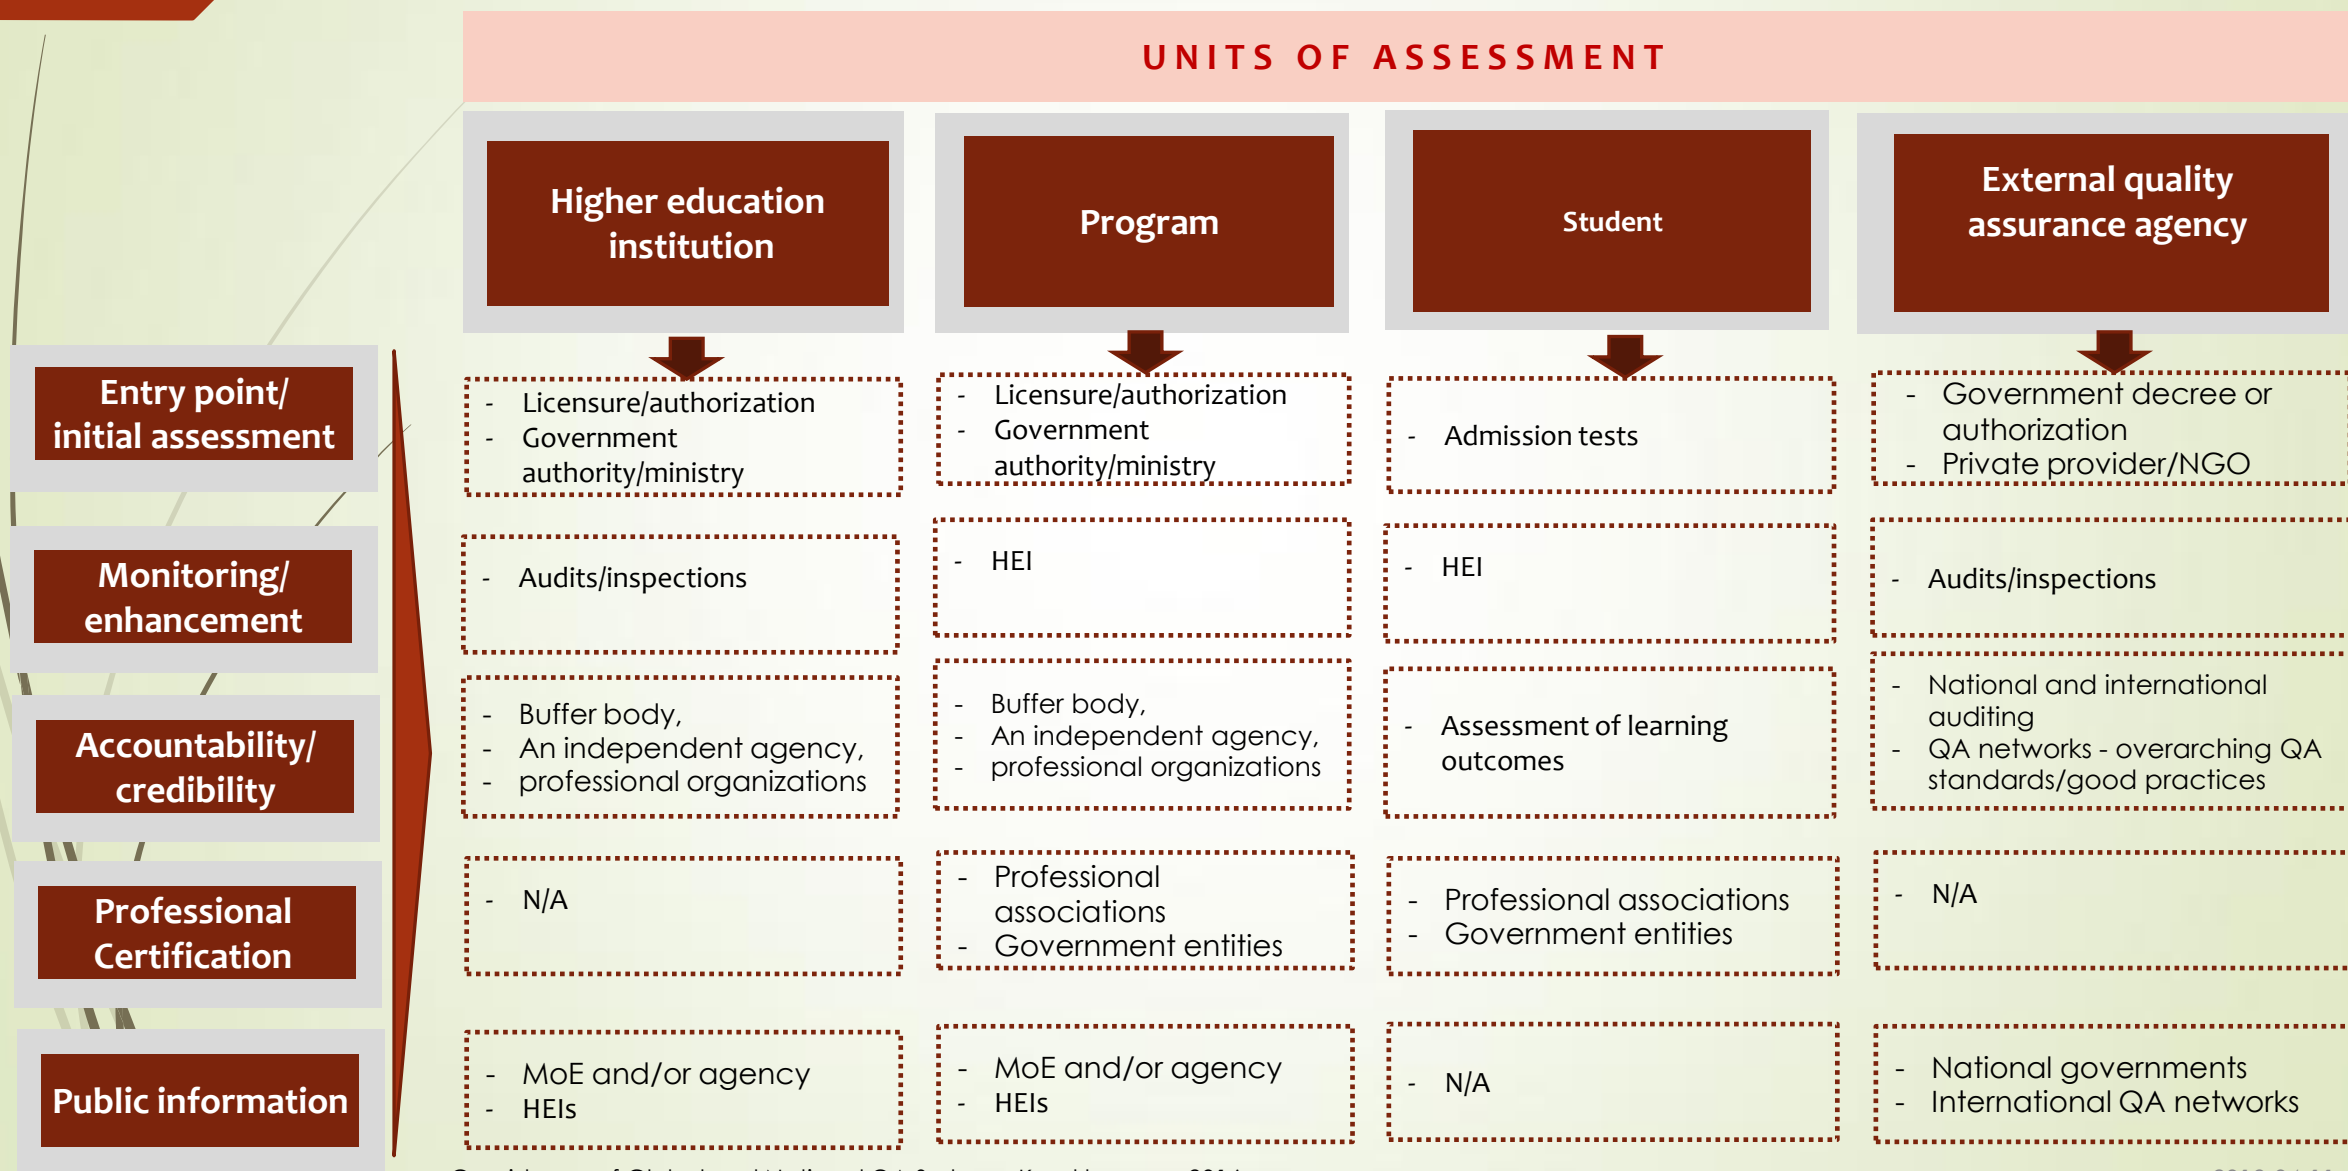 UNITS OF ASSESSMENT
Higher education
institution
Program
Student
External quality
assurance agency
Entry point/
initial assessment
- Licensure/authorization
- Government
authority/ministry
- Licensure/authorization
- Government
authority/ministry
- Admission tests
- Government decree or
authorization
- Private provider/NGO
Monitoring/
enhancement
- Audits/inspections
- HEI
- HEI
- Audits/inspections
Accountability/
credibility
- Buffer body,
- An independent agency,
- professional organizations
- Buffer body,
- An independent agency,
- professional organizations
- Assessment of learning
outcomes
- National and international
auditing
- QA networks - overarching QA
standards/good practices
Professional
Certification
- N/A
- Professional
associations
- Government entities
- Professional associations
- Government entities
- N/A
Public information
- MoE and/or agency
- HEIs
- MoE and/or agency
- HEIs
- N/A
- National governments
- International QA networks